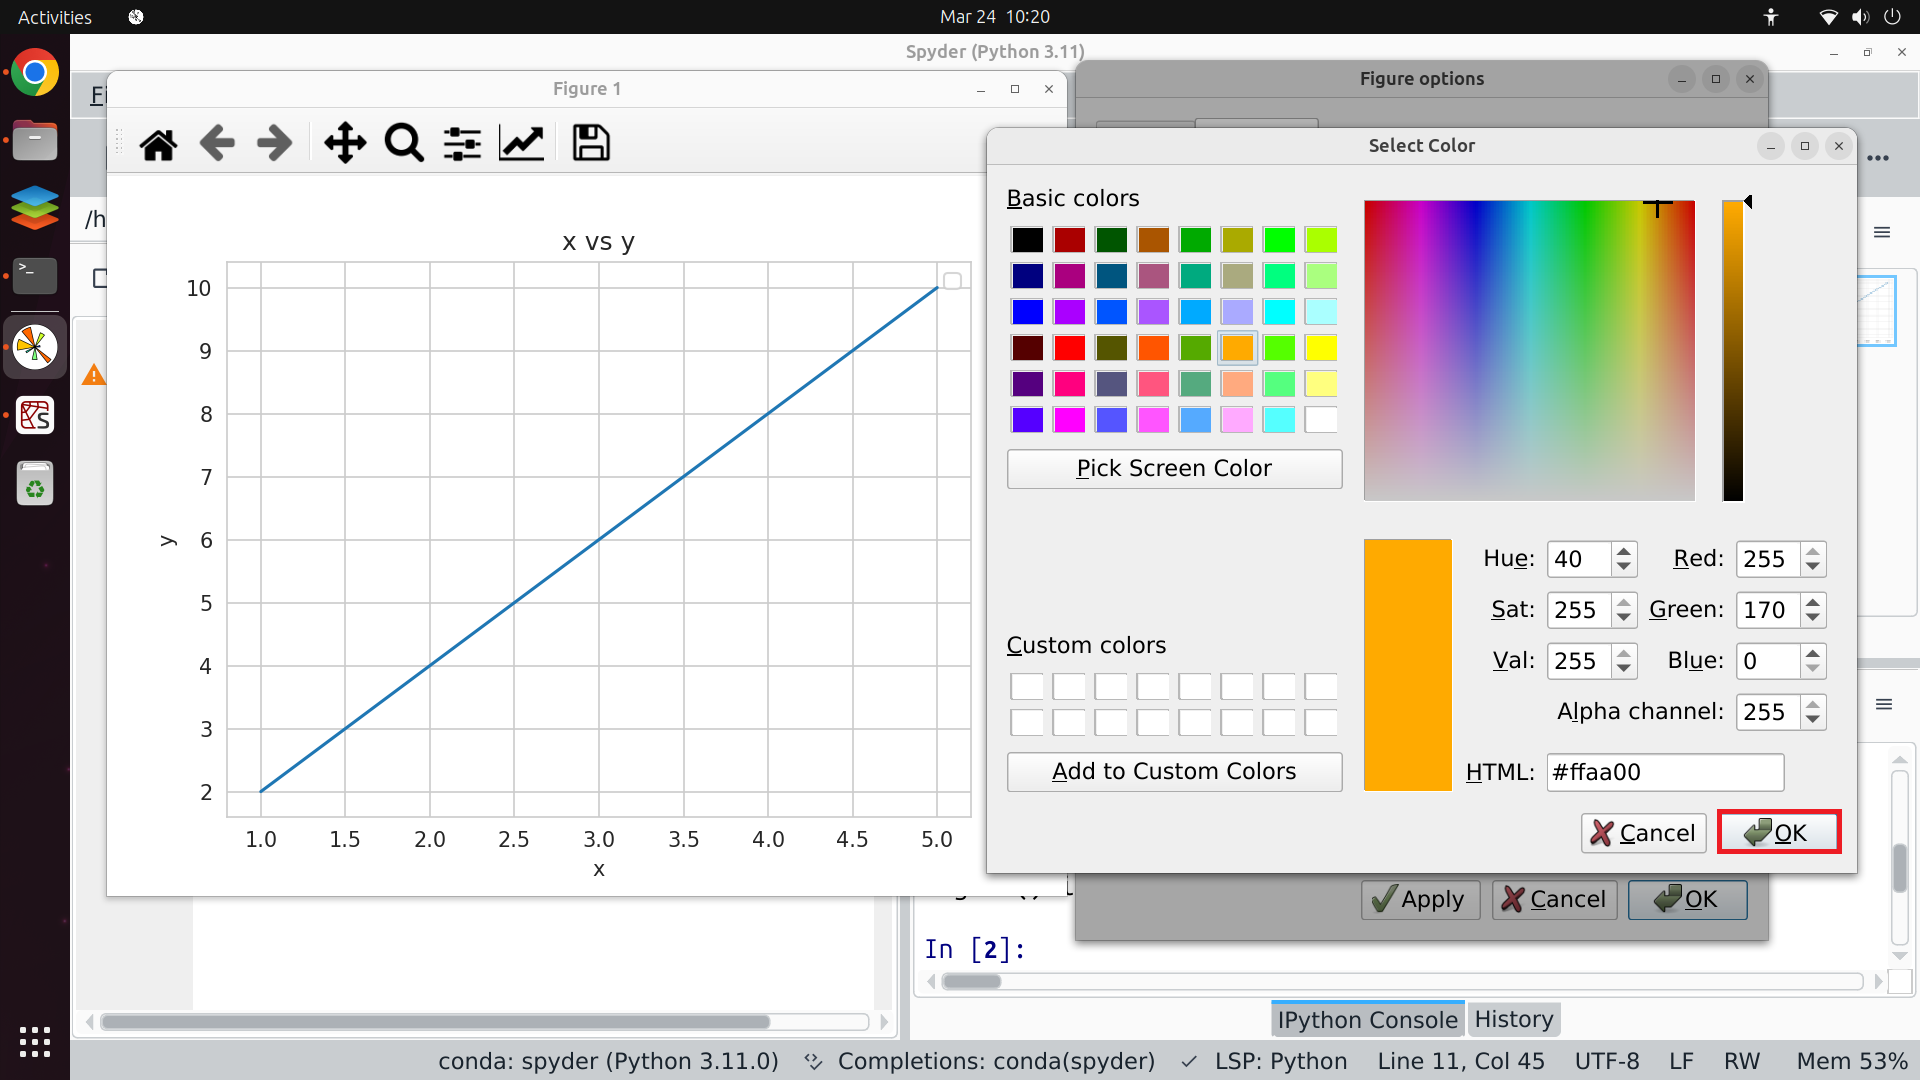 Activities
Mar 24 10:20
Spyder (Python 3.11)
Fi
/h
Figure 1
x vs y
10
9
8
7
6
5
4
3
2
y
1.0 1.5 2.0 2.5 3.0 3.5 4.0 4.5 5.0
x
Figure options
Select Color
Basic colors
Pick Screen Color
Custom colors
Add to Custom Colors
Hue: 40 Red: 255
Sat: 255 Green: 170
Val: 255 Blue: 0
Alpha channel: 255
HTML: #ffaa00
Cancel OK
Apply Cancel OK
In [2]:
IPython Console History
conda: spyder (Python 3.11.0) Completions: conda(spyder) LSP: Python Line 11, Col 45 UTF-8 LF RW Mem 53%